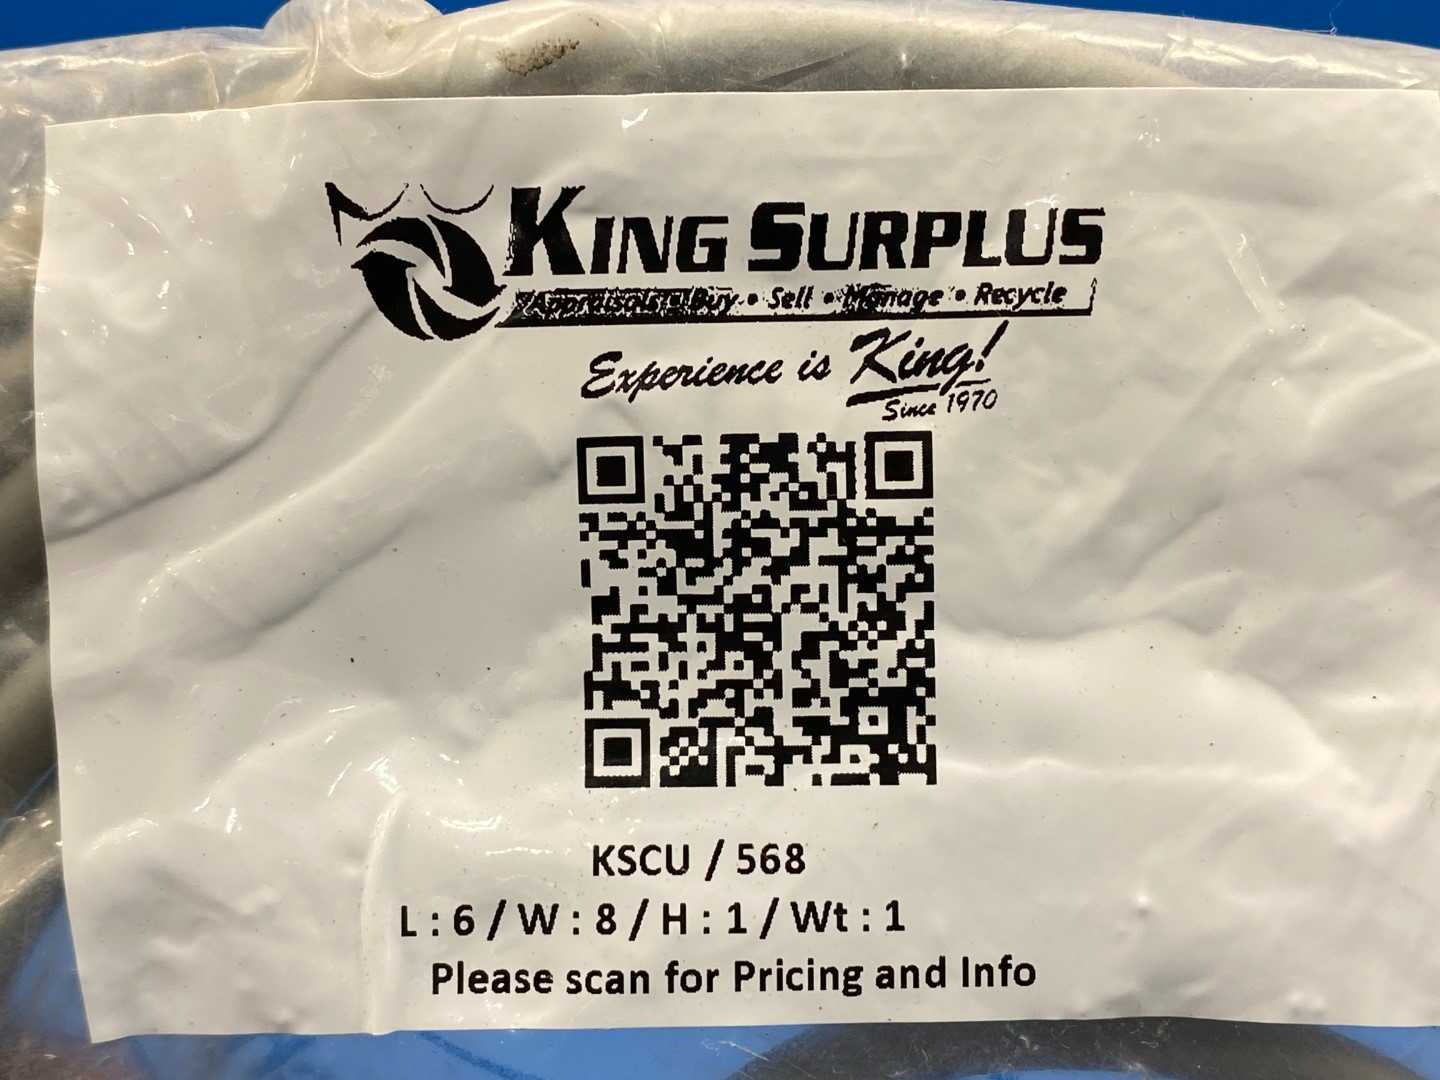 KING SURPLUS
Appraisals • Buy • Sell • Manage • Recycle
Experience is King!
Since 1970
KSCU / 568
L : 6 / W : 8 / H : 1 / Wt : 1
Please scan for Pricing and Info